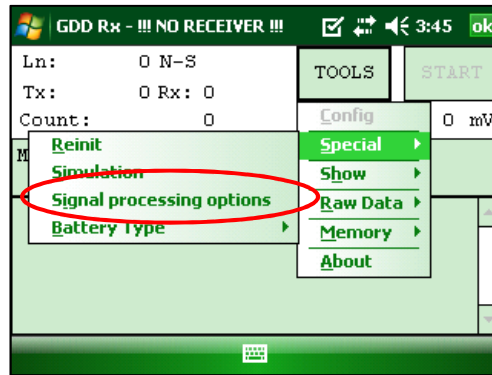 GDD Rx - !!! NO RECEIVER !!! 3:45 ok
Ln: 0 N-S
TOOLS START
Tx: 0 Rx: 0
Count: 0
0 mV
M
Config
Special
Show
Raw Data
Memory
About
Reinit
Simulation
Signal processing options
Battery Type